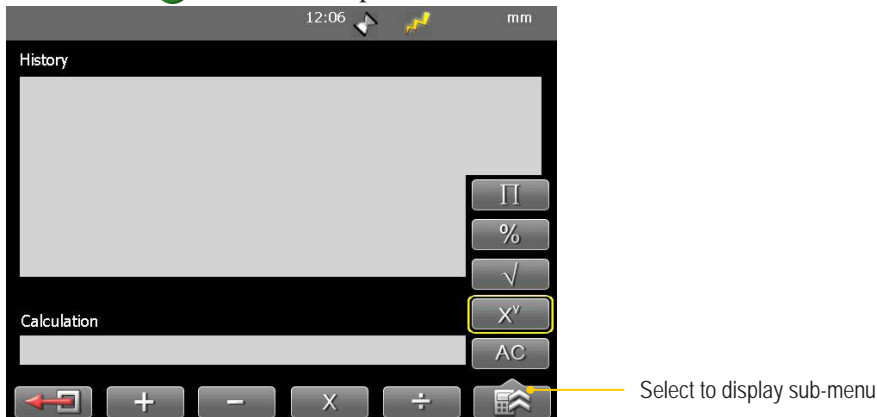 12:06 mm
History
∏
%
√
Xʸ
Calculation
AC
+ − X ÷
Select to display sub-menu